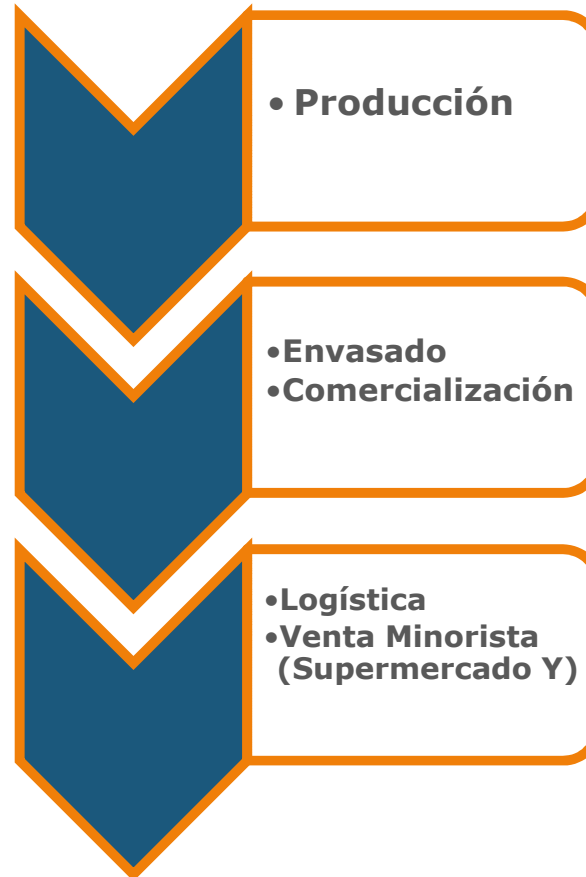 • Producción
•Envasado
•Comercialización
•Logística
•Venta Minorista
(Supermercado Y)